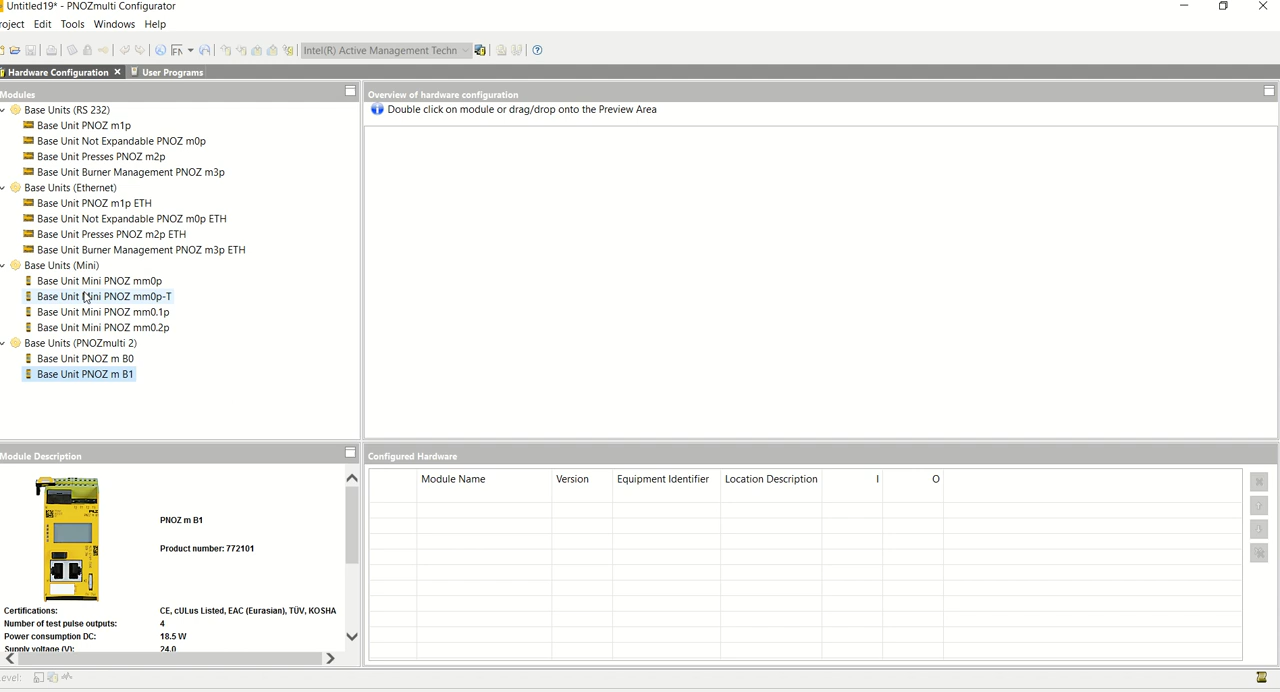 Untitled19* - PNOZmulti Configurator
roject Edit Tools Windows Help
Intel(R) Active Management Techn
Hardware Configuration User Programs
Modules
Base Units (RS 232)
Base Unit PNOZ m1p
Base Unit Not Expandable PNOZ m0p
Base Unit Presses PNOZ m2p
Base Unit Burner Management PNOZ m3p
Base Units (Ethernet)
Base Unit PNOZ m1p ETH
Base Unit Not Expandable PNOZ m0p ETH
Base Unit Presses PNOZ m2p ETH
Base Unit Burner Management PNOZ m3p ETH
Base Units (Mini)
Base Unit Mini PNOZ mm0p
Base Unit Mini PNOZ mm0p-T
Base Unit Mini PNOZ mm0.1p
Base Unit Mini PNOZ mm0.2p
Base Units (PNOZmulti 2)
Base Unit PNOZ m B0
Base Unit PNOZ m B1
Overview of hardware configuration
Double click on module or drag/drop onto the Preview Area
Module Description
PNOZ m B1
Product number: 772101
Certifications: CE, cULus Listed, EAC (Eurasian), TÜV, KOSHA
Number of test pulse outputs: 4
Power consumption DC: 18.5 W
Supply voltage (V): 24.0
Configured Hardware
Module Name Version Equipment Identifier Location Description I O
evel: